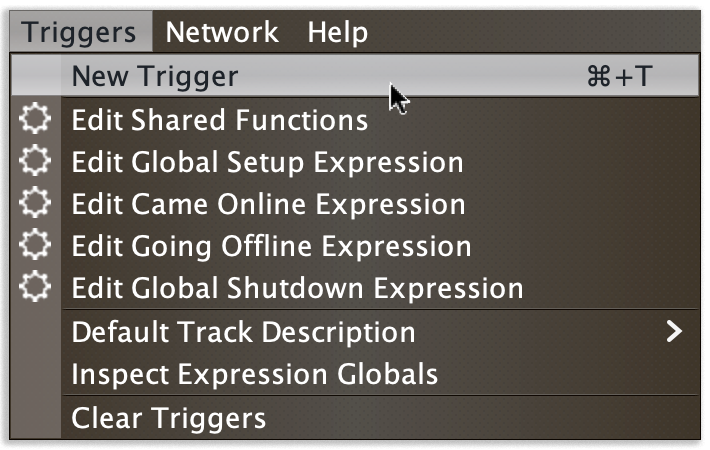 Triggers Network Help
New Trigger ⌘+T
Edit Shared Functions
Edit Global Setup Expression
Edit Came Online Expression
Edit Going Offline Expression
Edit Global Shutdown Expression
Default Track Description
Inspect Expression Globals
Clear Triggers